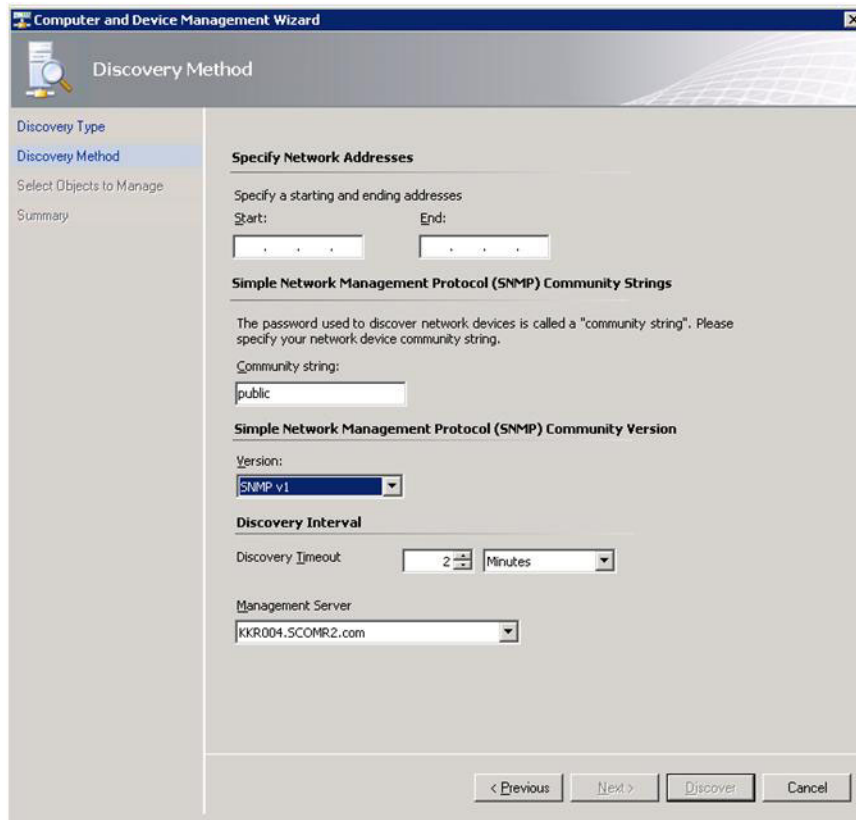 Computer and Device Management Wizard
Discovery Method
Discovery Type
Discovery Method
Select Objects to Manage
Summary
Specify Network Addresses
Specify a starting and ending addresses
Start: End:
. . . . . .
Simple Network Management Protocol (SNMP) Community Strings
The password used to discover network devices is called a "community string". Please
specify your network device community string.
Community string:
public
Simple Network Management Protocol (SNMP) Community Version
Version:
SNMP v1
Discovery Interval
Discovery Timeout 2 Minutes
Management Server
KKR004.SCOMR2.com
< Previous Next > Discover Cancel